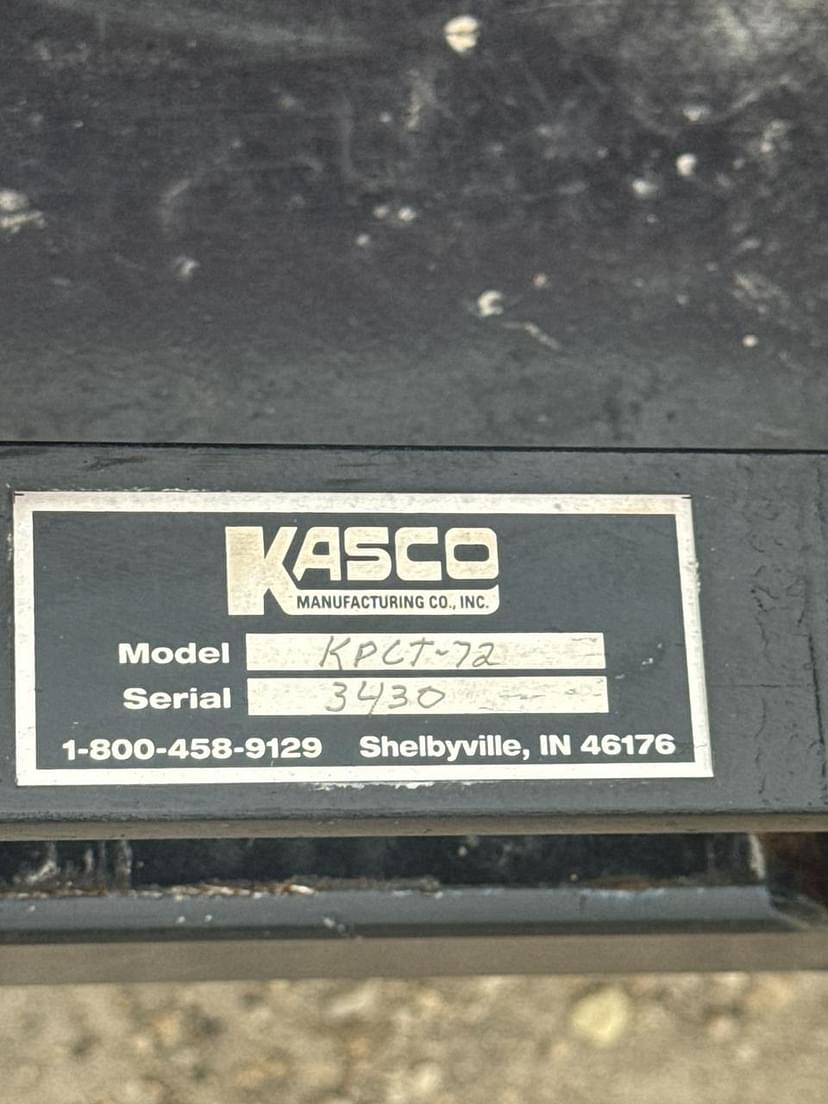 KASCO
MANUFACTURING CO., INC.
Model KPCT-72
Serial 3430
1-800-458-9129 Shelbyville, IN 46176